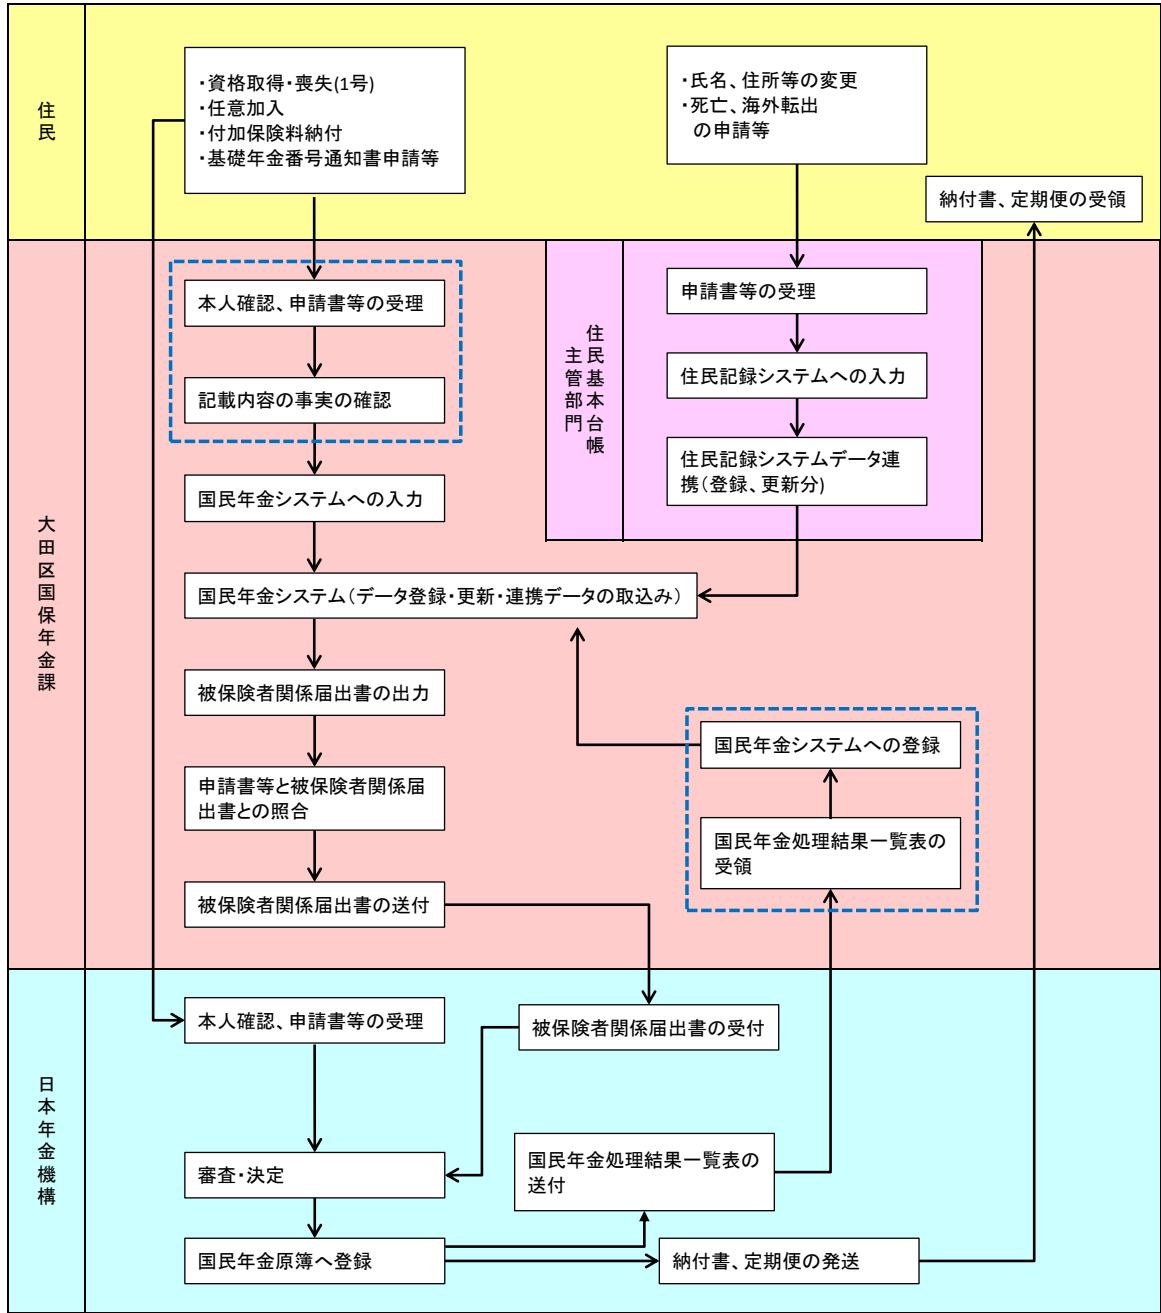 住民
・資格取得・喪失(1号)
・任意加入
・付加保険料納付
・基礎年金番号通知書申請等
・氏名、住所等の変更
・死亡、海外転出
の申請等
納付書、定期便の受領
大田区国保年金課
本人確認、申請書等の受理
記載内容の事実の確認
国民年金システムへの入力
住民基本台帳
主管部門
申請書等の受理
住民記録システムへの入力
住民記録システムデータ連
携(登録、更新分)
国民年金システム(データ登録・更新・連携データの取込み)
被保険者関係届出書の出力
申請書等と被保険者関係届
出書との照合
被保険者関係届出書の送付
国民年金システムへの登録
国民年金処理結果一覧表の
受領
日本年金機構
本人確認、申請書等の受理
被保険者関係届出書の受付
審査・決定
国民年金処理結果一覧表の
送付
国民年金原簿へ登録
納付書、定期便の発送